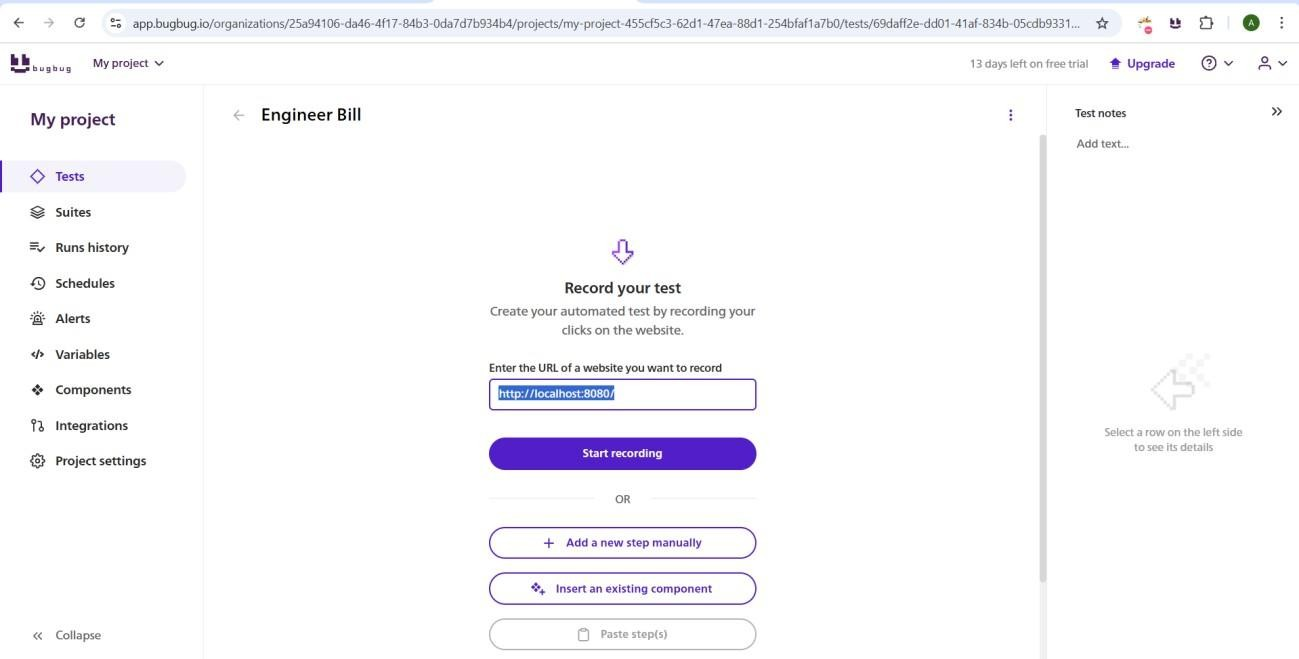 app.bugbug.io/organizations/25a94106-da46-4f17-84b3-0da7d7b934b4/projects/my-project-455cf5c3-62d1-47ea-88d1-254bfaf1a7b0/tests/69daff2e-dd01-41af-834b-05cdb9331...
A
bugbug
My project
13 days left on free trial
Upgrade
My project
Engineer Bill
Test notes
Add text...
Tests
Suites
Runs history
Schedules
Alerts
Variables
Components
Integrations
Project settings
Collapse
Record your test
Create your automated test by recording your
clicks on the website.
Enter the URL of a website you want to record
http://localhost:8080/
Start recording
OR
Add a new step manually
Insert an existing component
Paste step(s)
Select a row on the left side
to see its details